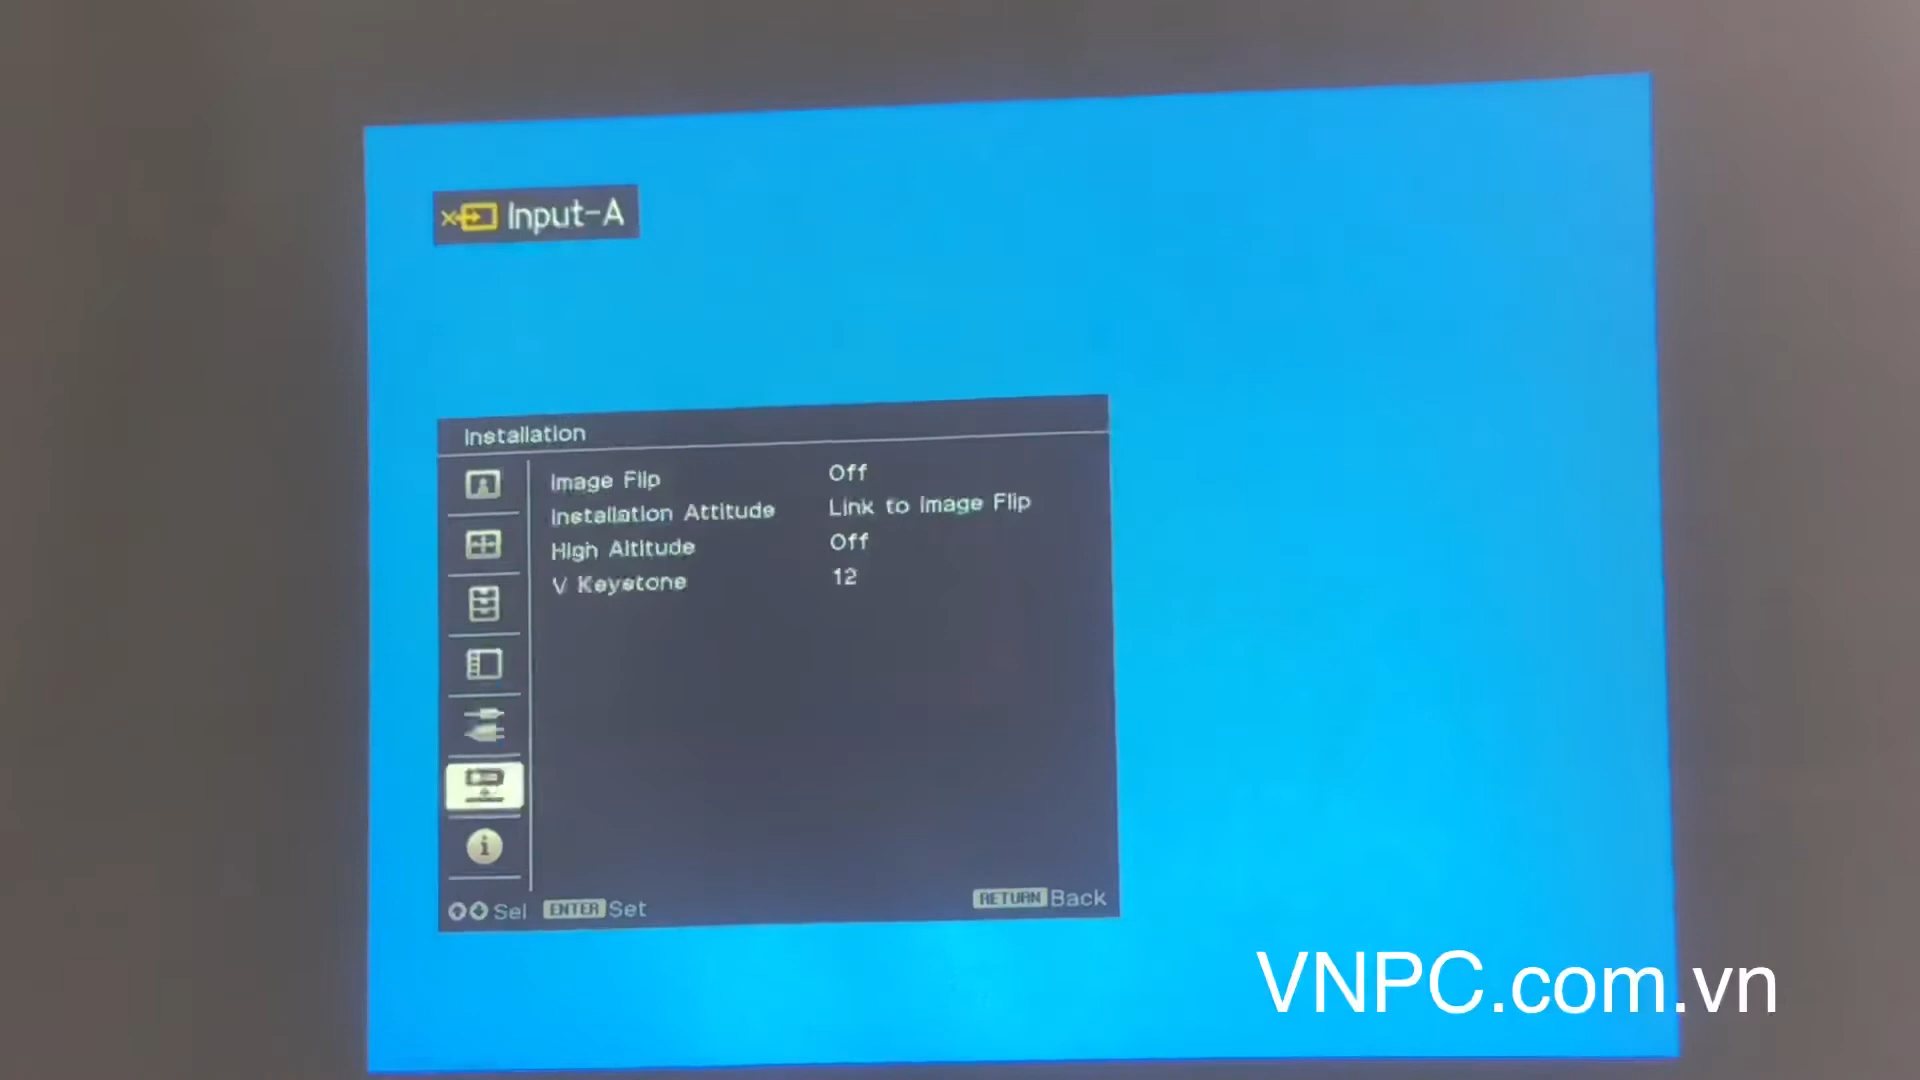 Input-A
Installation
Image Flip Off
Installation Attitude Link to Image Flip
High Altitude Off
V Keystone 12
Sel ENTER Set RETURN Back
VNPC.com.vn